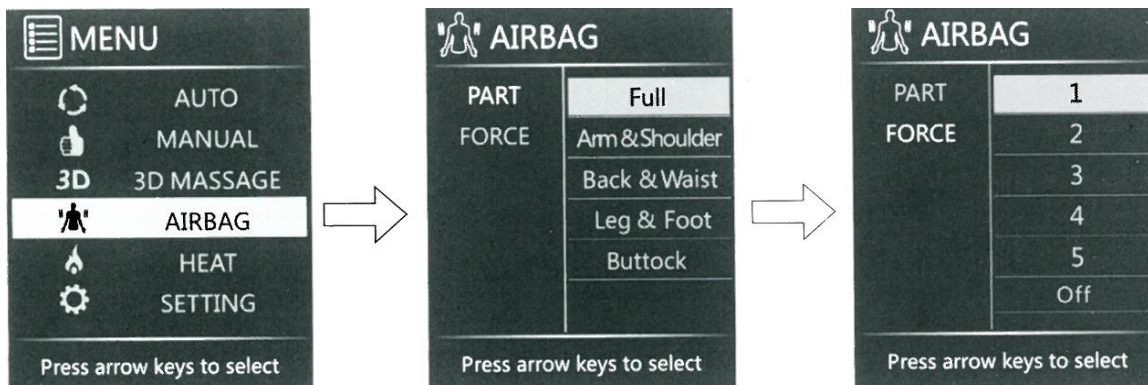 MENU
AUTO
MANUAL
3D 3D MASSAGE
AIRBAG
HEAT
SETTING
Press arrow keys to select
AIRBAG
PART Full
FORCE Arm & Shoulder
Back & Waist
Leg & Foot
Buttock
Press arrow keys to select
AIRBAG
PART 1
FORCE 2
3
4
5
Off
Press arrow keys to select